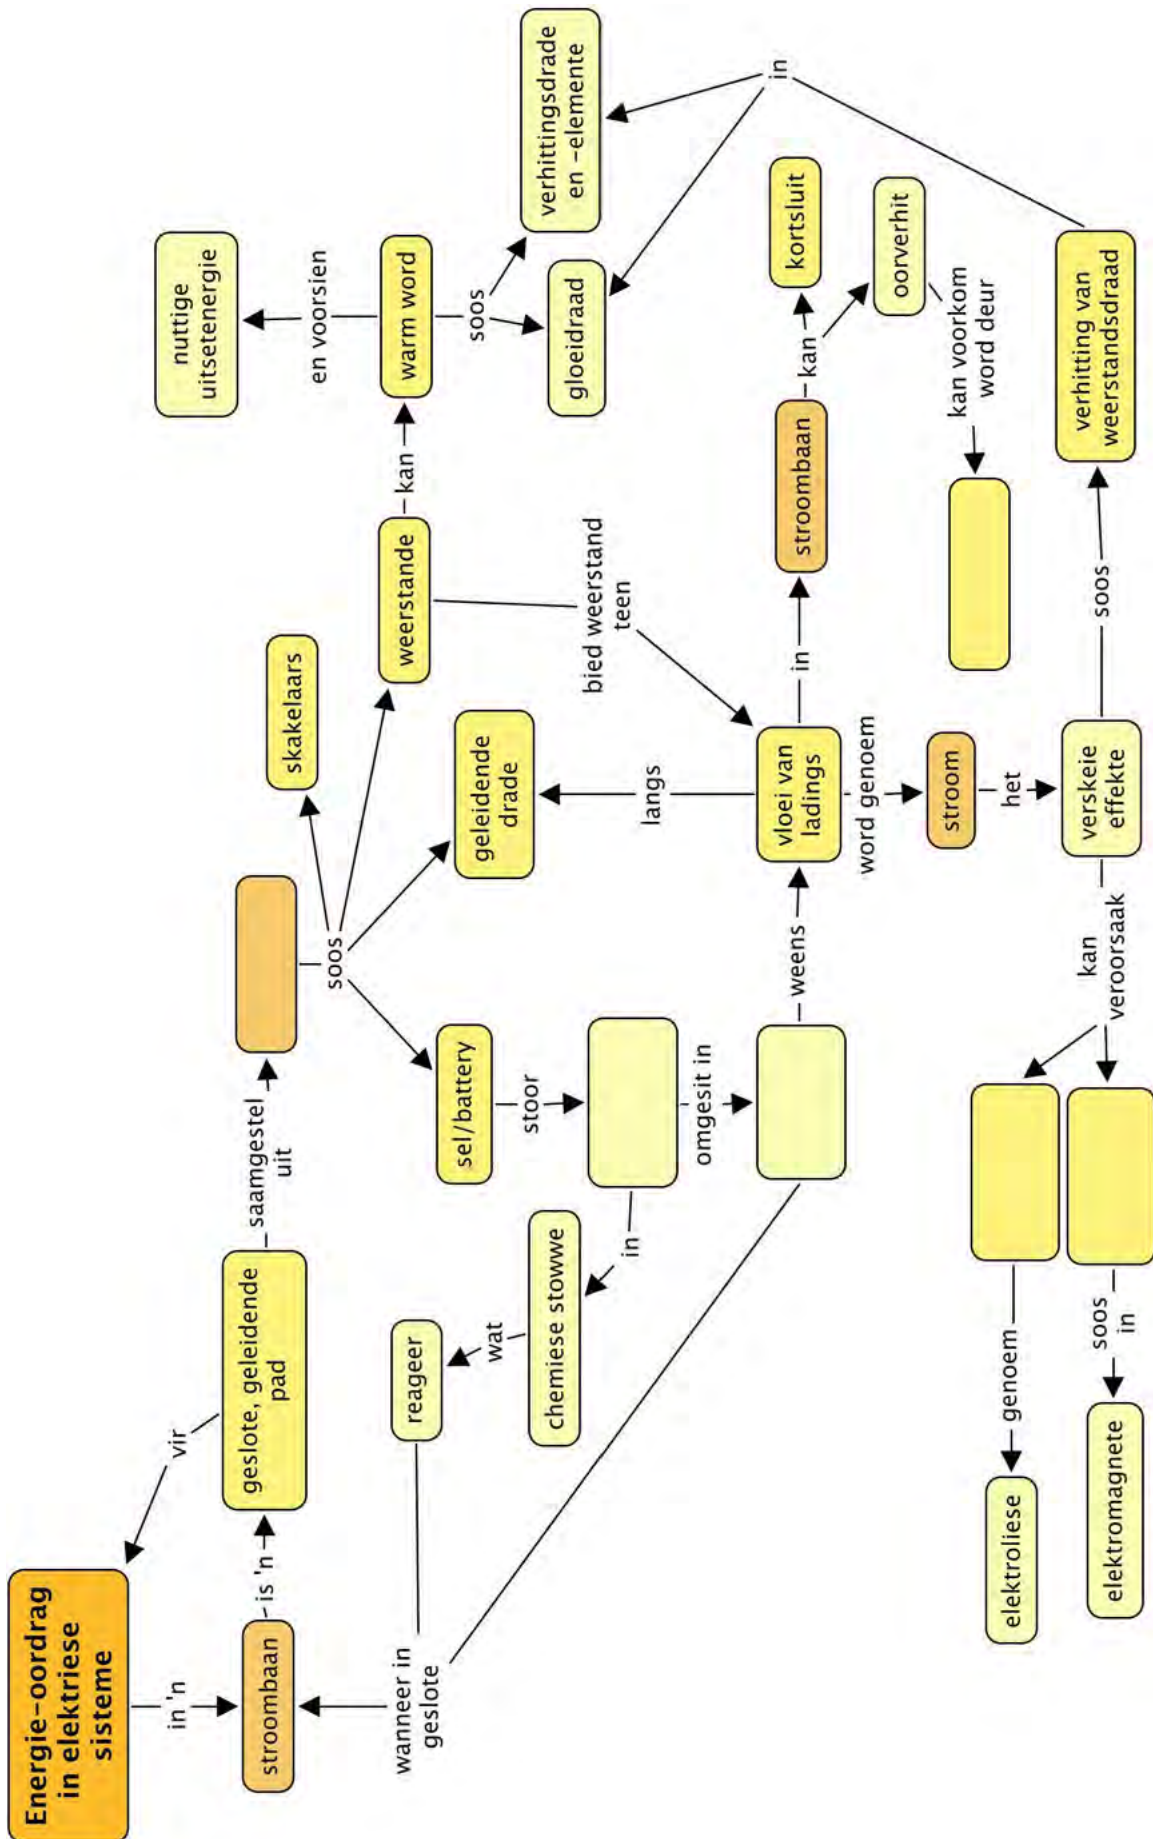 Energie-oordrag
in elektriese
sisteme
in 'n
stroombaan
is 'n
vir
geslote, geleidende
pad
saamgestel
uit
soos
skakelaars
weerstande
kan
warm word
en voorsien
nuttige
uitsetenergie
soos
verhittingsdrade
en -elemente
gloeidraad
in
geleidende
drade
sel/battery
stoor
omgesit in
in
chemiese stowwe
wat
reageer
wanneer in
geslote
weens
vloei van
ladings
langs
bied weerstand
teen
in
stroombaan
kan
kortsluit
oorverhit
kan voorkom
word deur
word genoem
stroom
het
verskeie
effekte
soos
verhitting van
weerstandsdraad
kan
veroorsaak
genoem
elektroliese
soos
in
elektromagnete